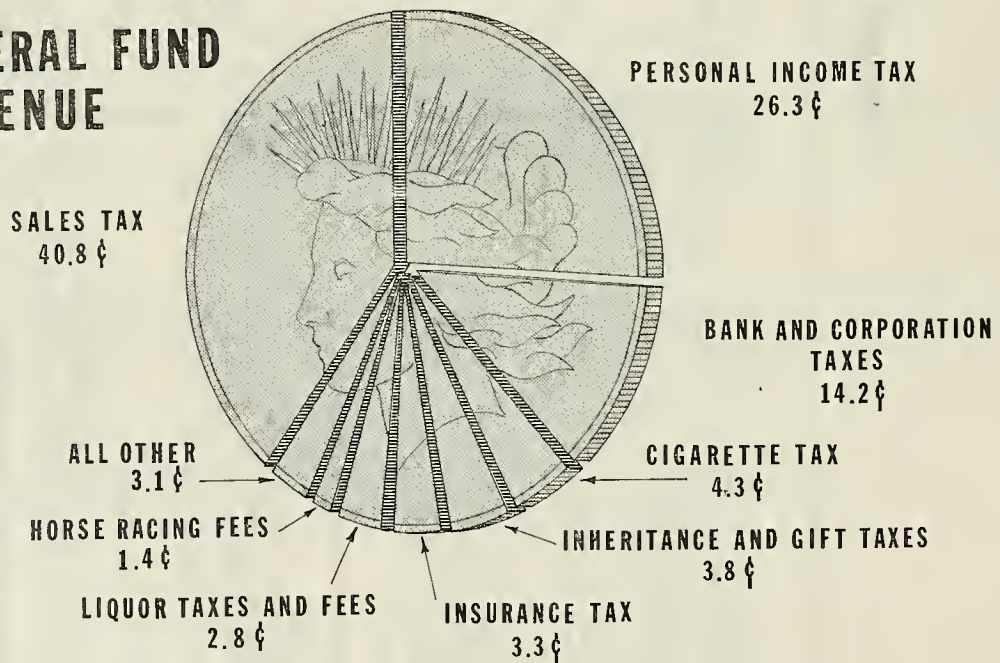 ERAL FUND
ENUE
PERSONAL INCOME TAX
26.3¢
SALES TAX
40.8¢
BANK AND CORPORATION
TAXES
14.2¢
ALL OTHER
3.1¢
CIGARETTE TAX
4.3¢
HORSE RACING FEES
1.4¢
INHERITANCE AND GIFT TAXES
3.8¢
LIQUOR TAXES AND FEES
2.8¢
INSURANCE TAX
3.3¢